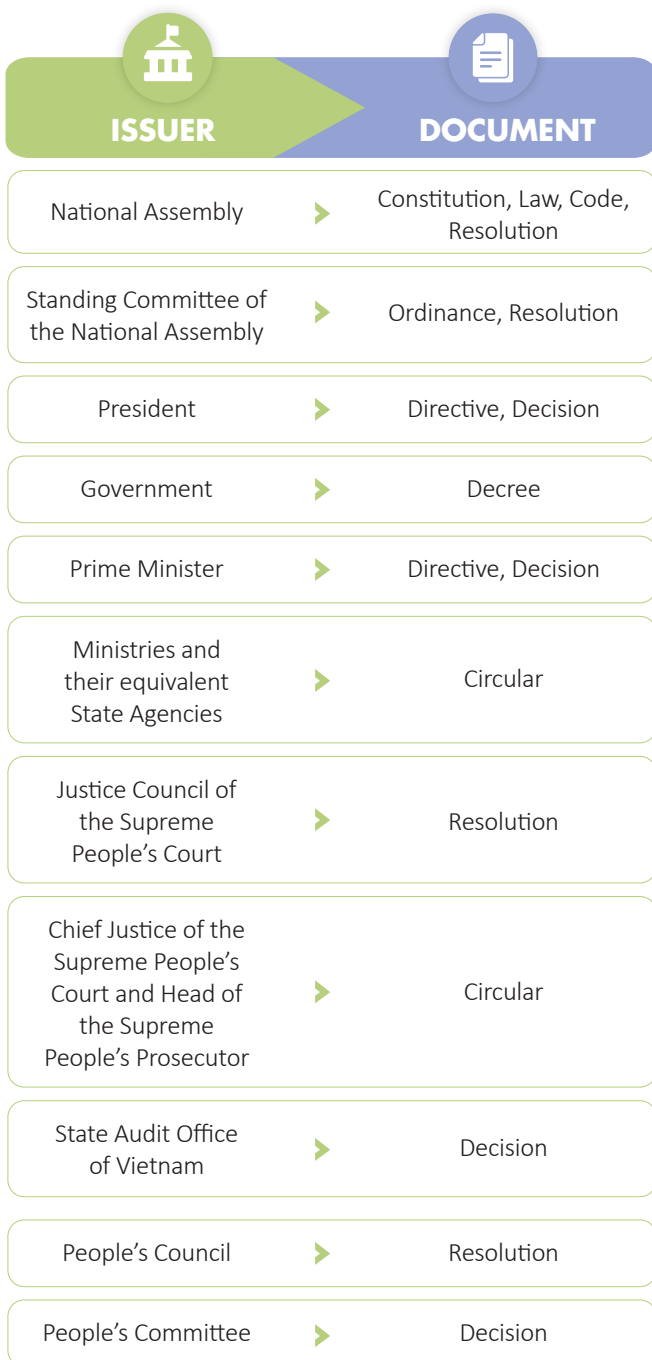 ISSUER
DOCUMENT
National Assembly
Constitution, Law, Code,
Resolution
Standing Committee of
the National Assembly
Ordinance, Resolution
President
Directive, Decision
Government
Decree
Prime Minister
Directive, Decision
Ministries and
their equivalent
State Agencies
Circular
Justice Council of
the Supreme
People’s Court
Resolution
Chief Justice of the
Supreme People’s
Court and Head of
the Supreme
People’s Prosecutor
Circular
State Audit Office
of Vietnam
Decision
People’s Council
Resolution
People’s Committee
Decision